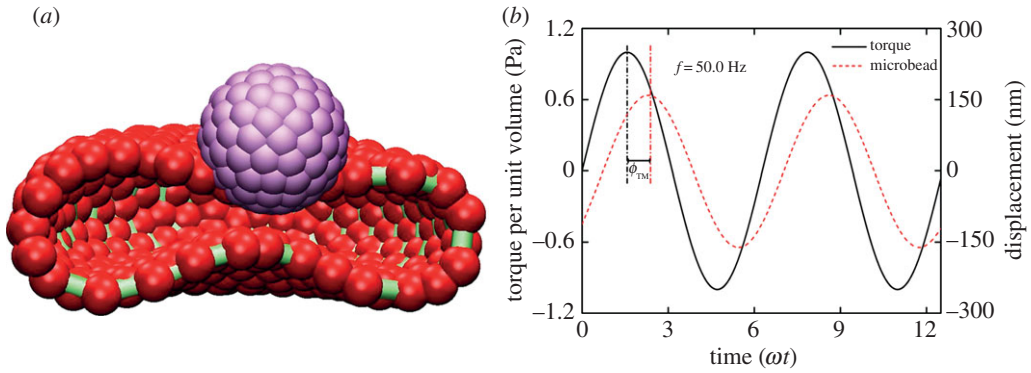 (a)
(b)
torque per unit volume (Pa)
1.2
0.6
0
–0.6
–1.2
f = 50.0 Hz
torque
microbead
ϕTM
300
150
0
–150
–300
displacement (nm)
0
3
6
9
12
time (ωt)